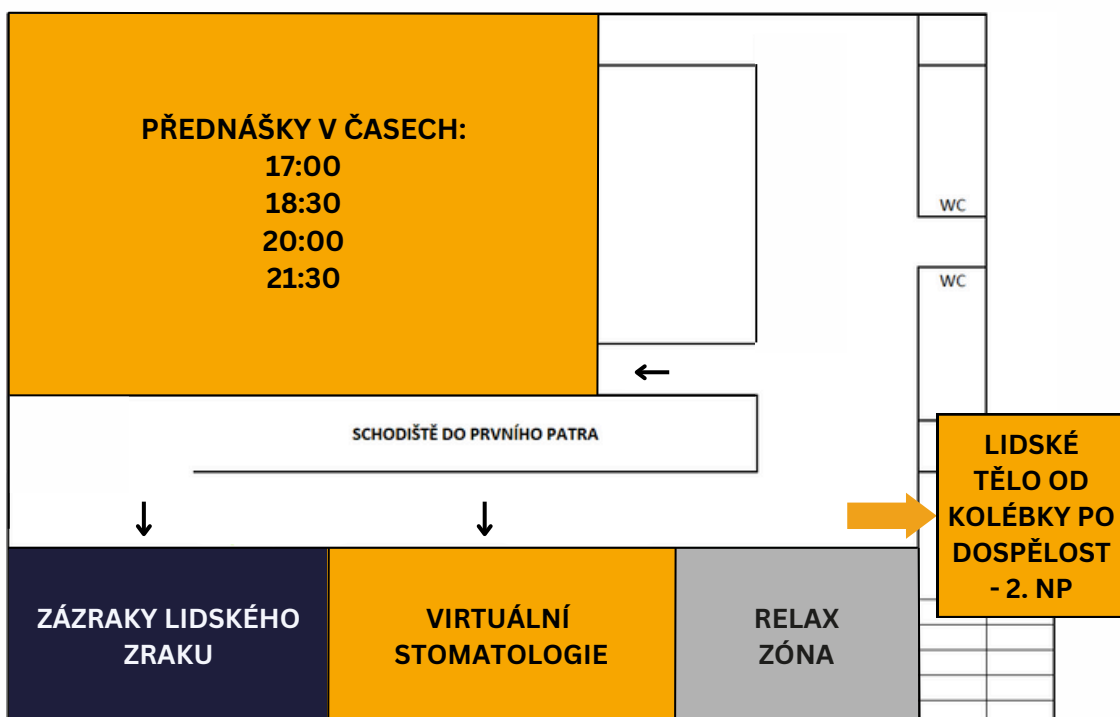 PŘEDNÁŠKY V ČASECH:
17:00
18:30
20:00
21:30
WC
WC
SCHODIŠTĚ DO PRVNÍHO PATRA
LIDSKÉ
TĚLO OD
KOLÉBKY PO
DOSPĚLOST
- 2. NP
ZÁZRAKY LIDSKÉHO
ZRAKU
VIRTUÁLNÍ
STOMATOLOGIE
RELAX
ZÓNA